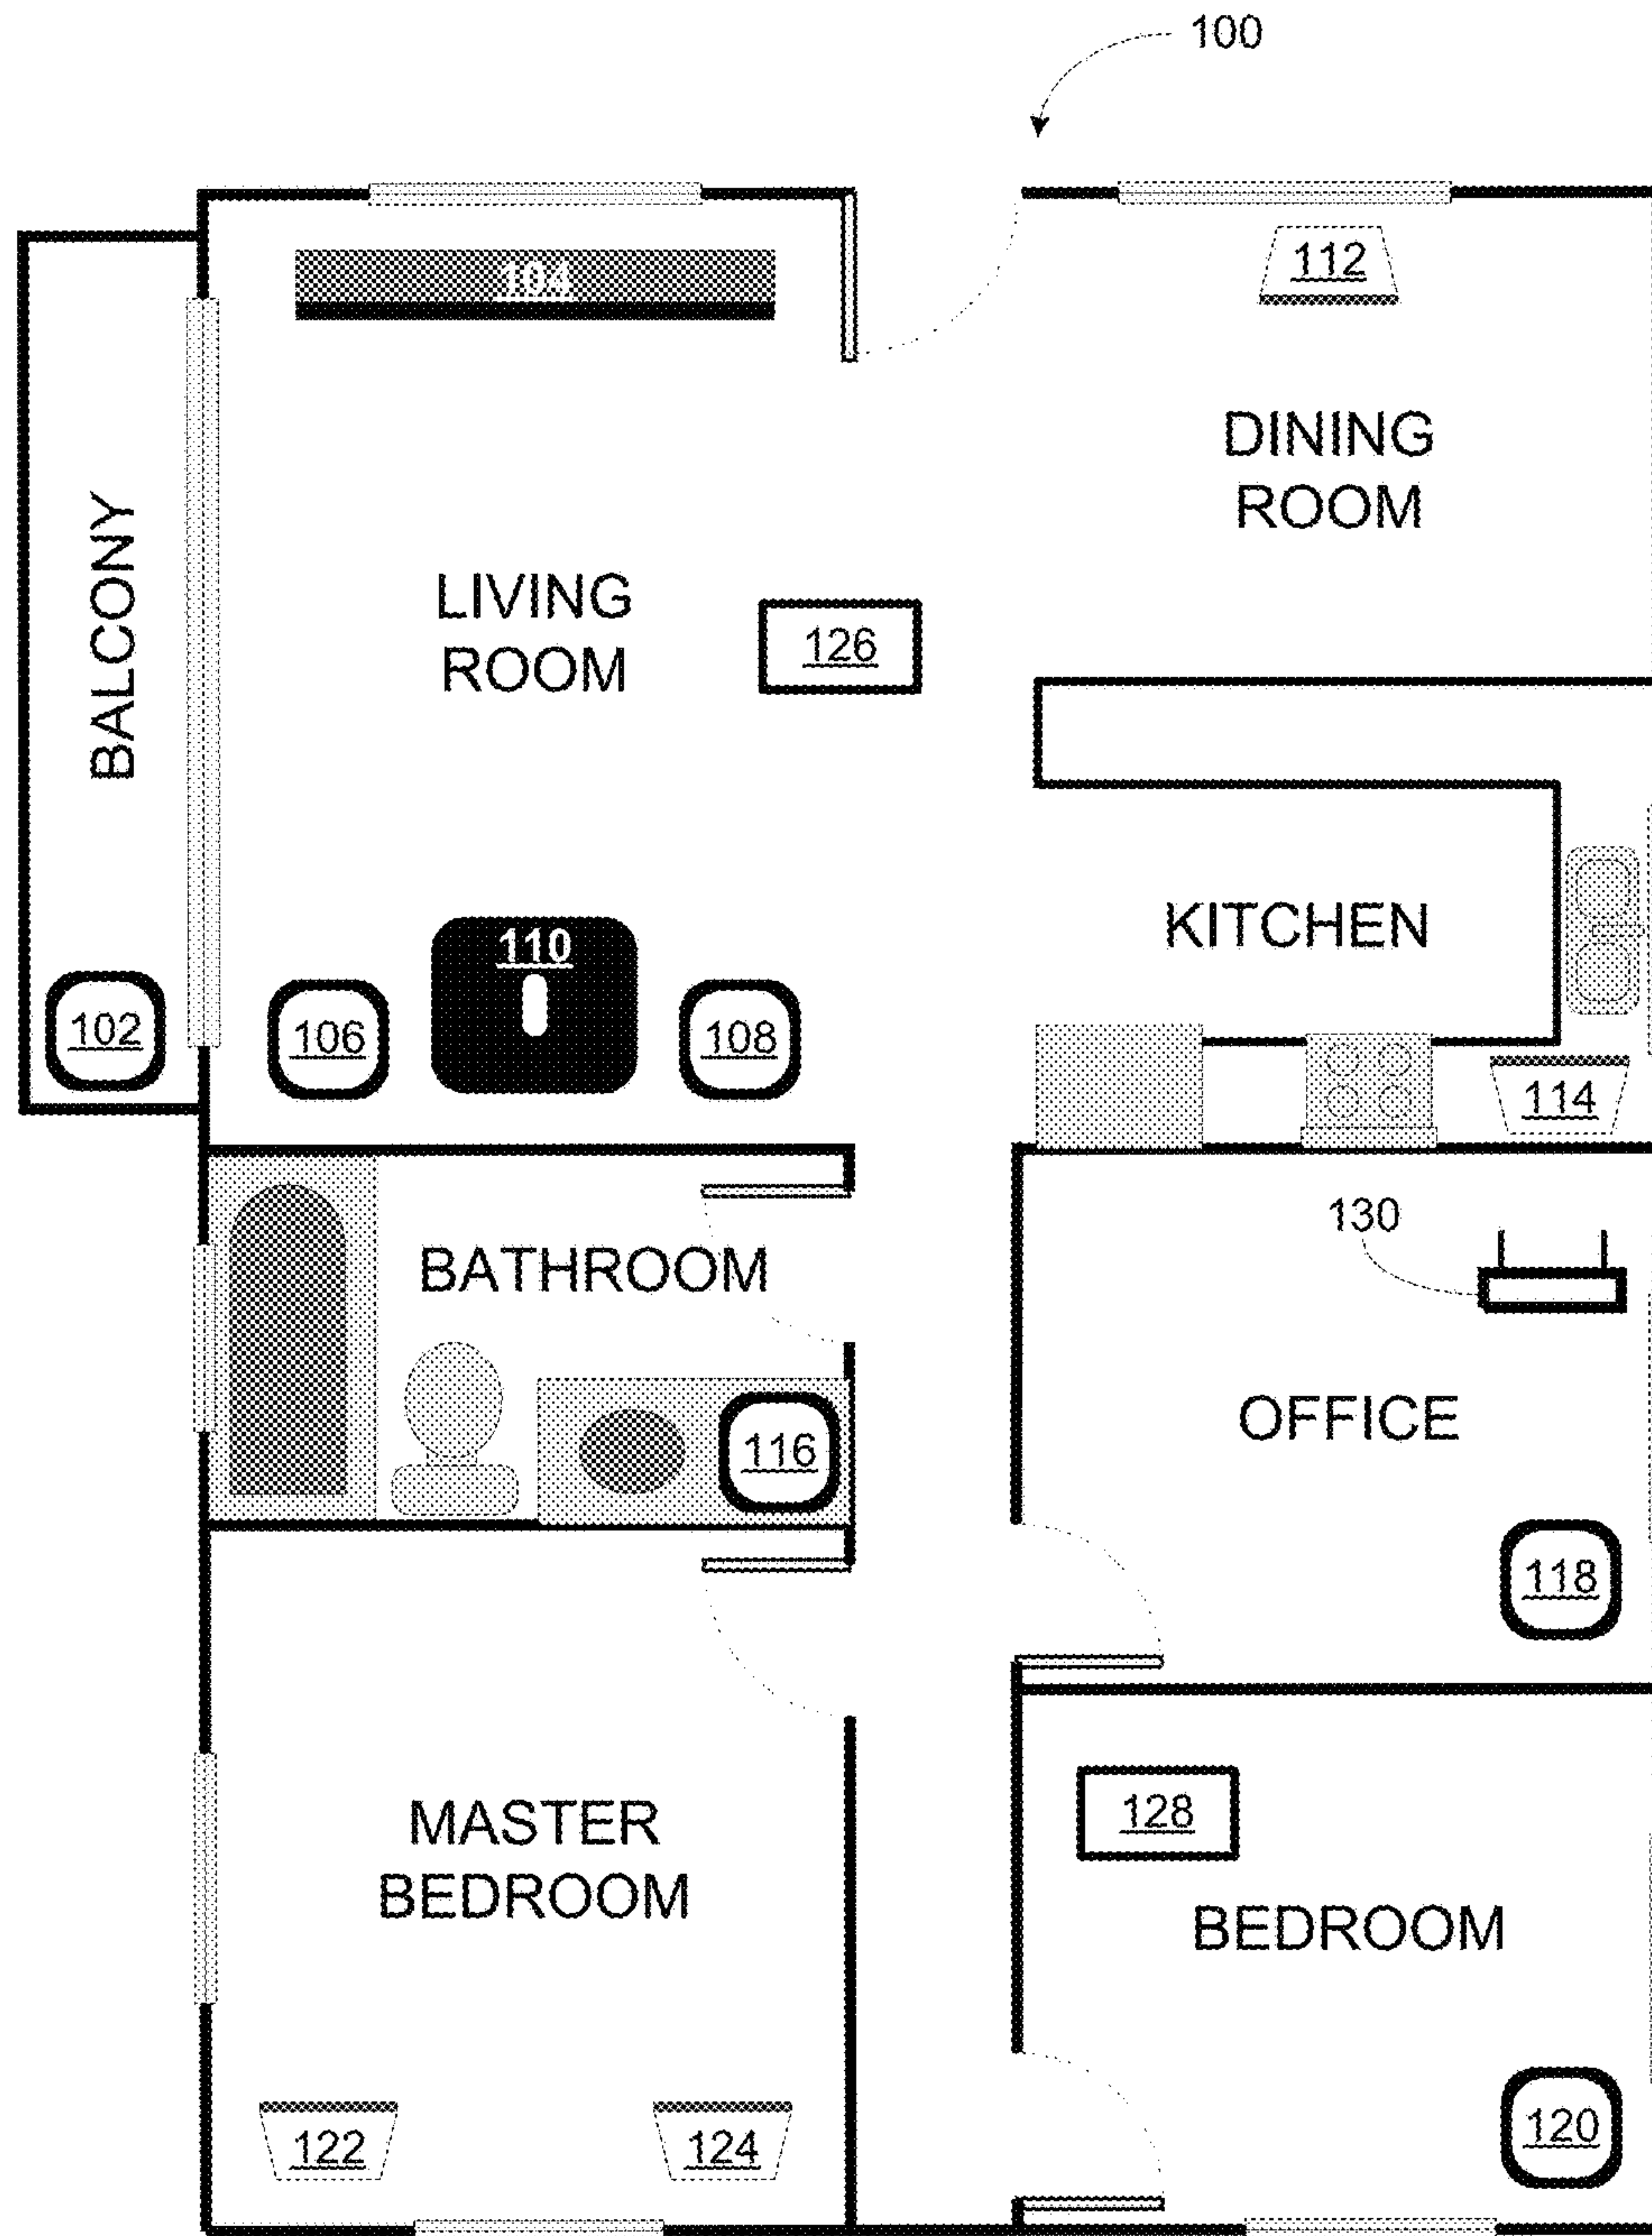 100
104
112
DINING
ROOM
BALCONY
LIVING
ROOM
126
KITCHEN
110
102
106
108
114
130
BATHROOM
OFFICE
116
118
MASTER
BEDROOM
128
BEDROOM
122
124
120